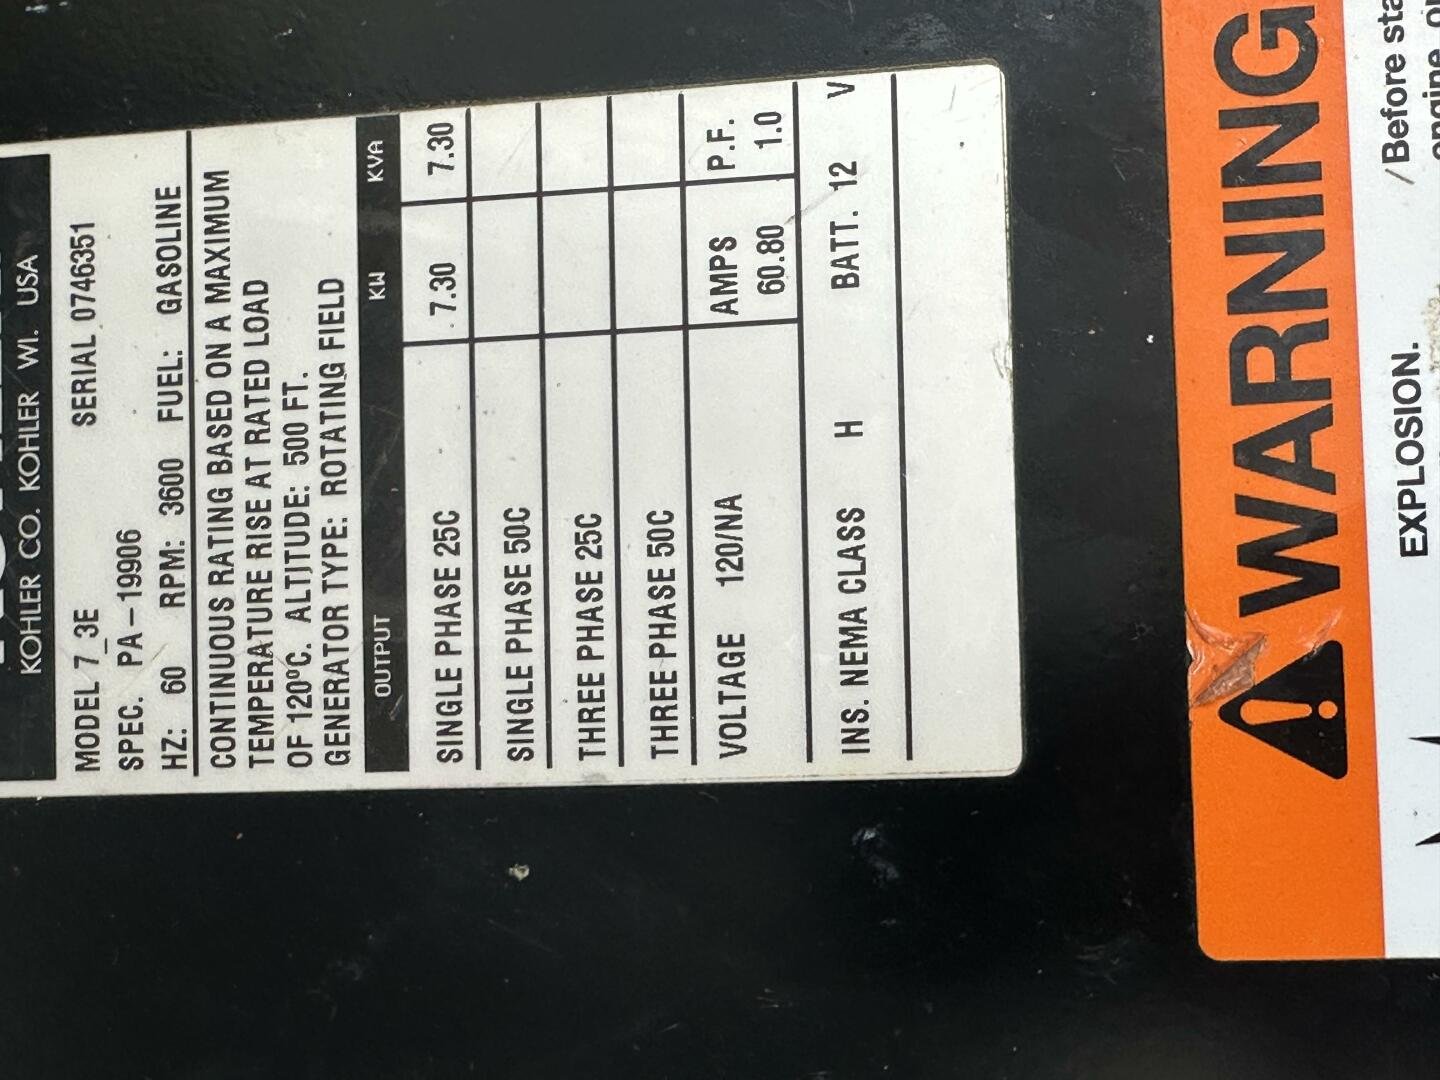 KOHLER CO. KOHLER WI. USA
MODEL 7_3E SERIAL 0746351
SPEC. PA-19906
HZ: 60 RPM: 3600 FUEL: GASOLINE
CONTINUOUS RATING BASED ON A MAXIMUM
TEMPERATURE RISE AT RATED LOAD
OF 120ºC. ALTITUDE: 500 FT.
GENERATOR TYPE: ROTATING FIELD
OUTPUT KW KVA
SINGLE PHASE 25C 7.30 7.30
SINGLE PHASE 50C
THREE PHASE 25C
THREE PHASE 50C
VOLTAGE 120/NA AMPS 60.80 P.F. 1.0
INS. NEMA CLASS H BATT. 12 V
WARNING
EXPLOSION.
Before sta
engine